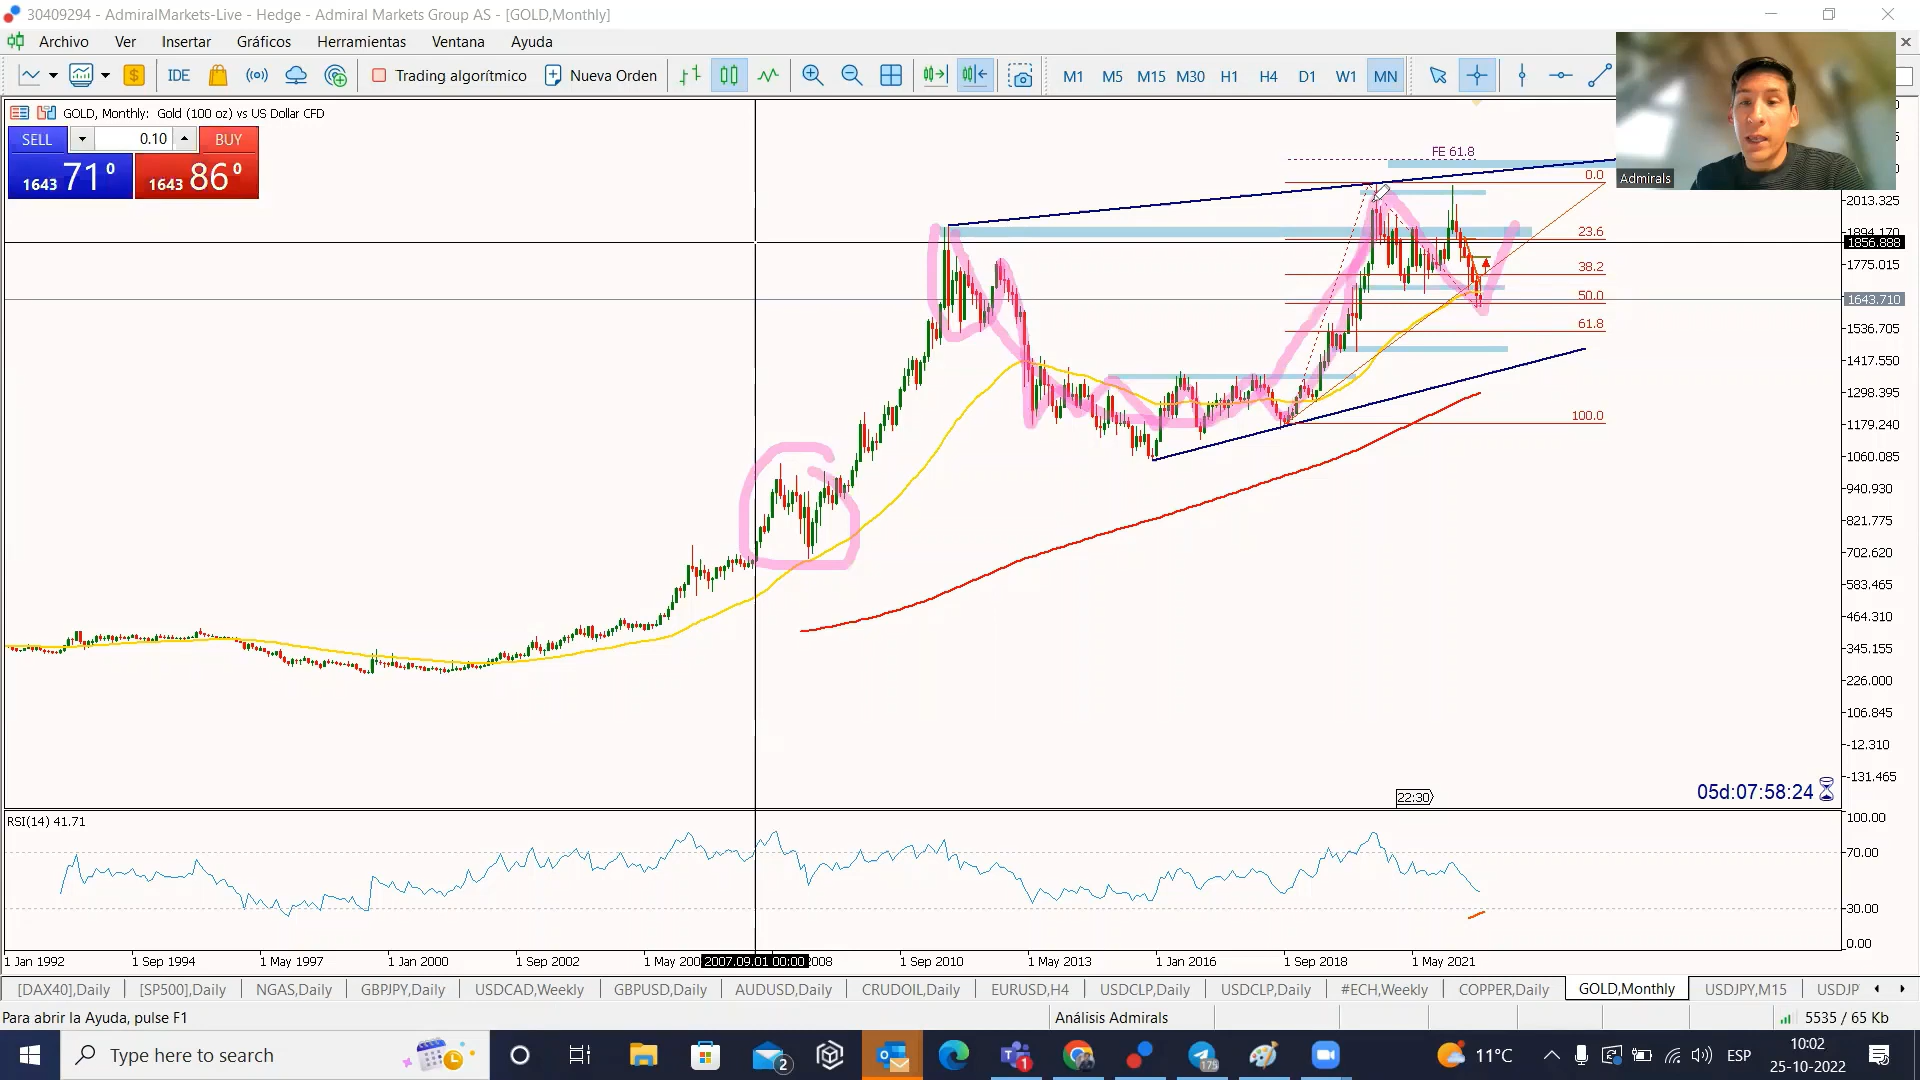 30409294 - AdmiralMarkets-Live - Hedge - Admiral Markets Group AS - [GOLD,Monthly]
Archivo Ver Insertar Gráficos Herramientas Ventana Ayuda
IDE Trading algorítmico Nueva Orden M1 M5 M15 M30 H1 H4 D1 W1 MN
GOLD, Monthly: Gold (100 oz) vs US Dollar CFD
SELL 0.10 BUY
1643 71 0 1643 86 0
Admirals
FE 61.8
0.0
23.6
38.2
50.0
61.8
100.0
2013.325
1894.170
1856.888
1775.015
1643.710
1536.705
1417.550
1298.395
1179.240
1060.085
940.930
821.775
702.620
583.465
464.310
345.155
226.000
106.845
-12.310
-131.465
05d:07:58:24
22:30
RSI(14) 41.71
100.00
70.00
30.00
0.00
1 Jan 1992 1 Sep 1994 1 May 1997 1 Jan 2000 1 Sep 2002 1 May 200 2007.09.01 00:00 008 1 Sep 2010 1 May 2013 1 Jan 2016 1 Sep 2018 1 May 2021
[DAX40],Daily [SP500],Daily NGAS,Daily GBPJPY,Daily USDCAD,Weekly GBPUSD,Daily AUDUSD,Daily CRUDOIL,Daily EURUSD,H4 USDCLP,Daily USDCLP,Daily #ECH,Weekly COPPER,Daily GOLD,Monthly USDJPY,M15 USDJP
Para abrir la Ayuda, pulse F1 Análisis Admirals 5535 / 65 Kb
Type here to search 2 1 175 11°C ESP 10:02
25-10-2022